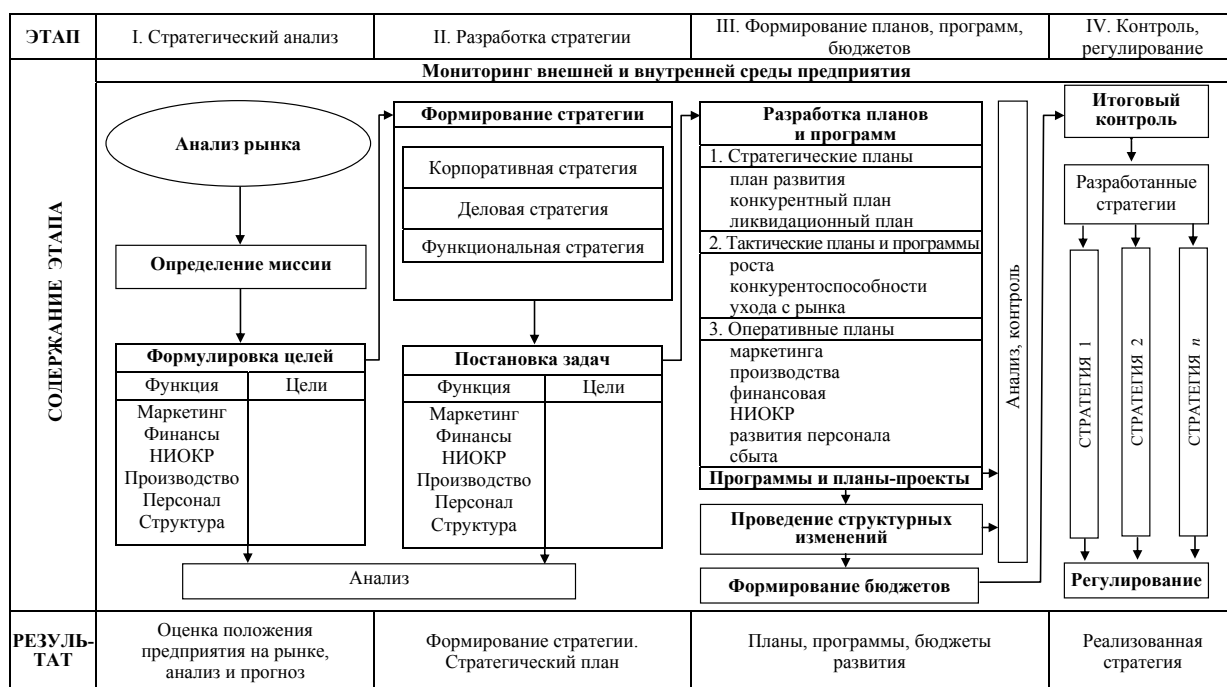 ЭТАП
I. Стратегический анализ
II. Разработка стратегии
III. Формирование планов, программ,
бюджетов
IV. Контроль,
регулирование
СОДЕРЖАНИЕ ЭТАПА
Мониторинг внешней и внутренней среды предприятия
Анализ рынка
Определение миссии
Формулировка целей
Функция
Цели
Маркетинг
Финансы
НИОКР
Производство
Персонал
Структура
Формирование стратегии
Корпоративная стратегия
Деловая стратегия
Функциональная стратегия
Постановка задач
Функция
Цели
Маркетинг
Финансы
НИОКР
Производство
Персонал
Структура
Анализ
Разработка планов
и программ
1. Стратегические планы
план развития
конкурентный план
ликвидационный план
2. Тактические планы и программы
роста
конкурентоспособности
ухода с рынка
3. Оперативные планы
маркетинга
производства
финансовая
НИОКР
развития персонала
сбыта
Программы и планы-проекты
Проведение структурных
изменений
Формирование бюджетов
Анализ, контроль
Итоговый
контроль
Разработанные
стратегии
СТРАТЕГИЯ 1
СТРАТЕГИЯ 2
СТРАТЕГИЯ n
Регулирование
РЕЗУЛЬ-
ТАТ
Оценка положения
предприятия на рынке,
анализ и прогноз
Формирование стратегии.
Стратегический план
Планы, программы, бюджеты
развития
Реализованная
стратегия